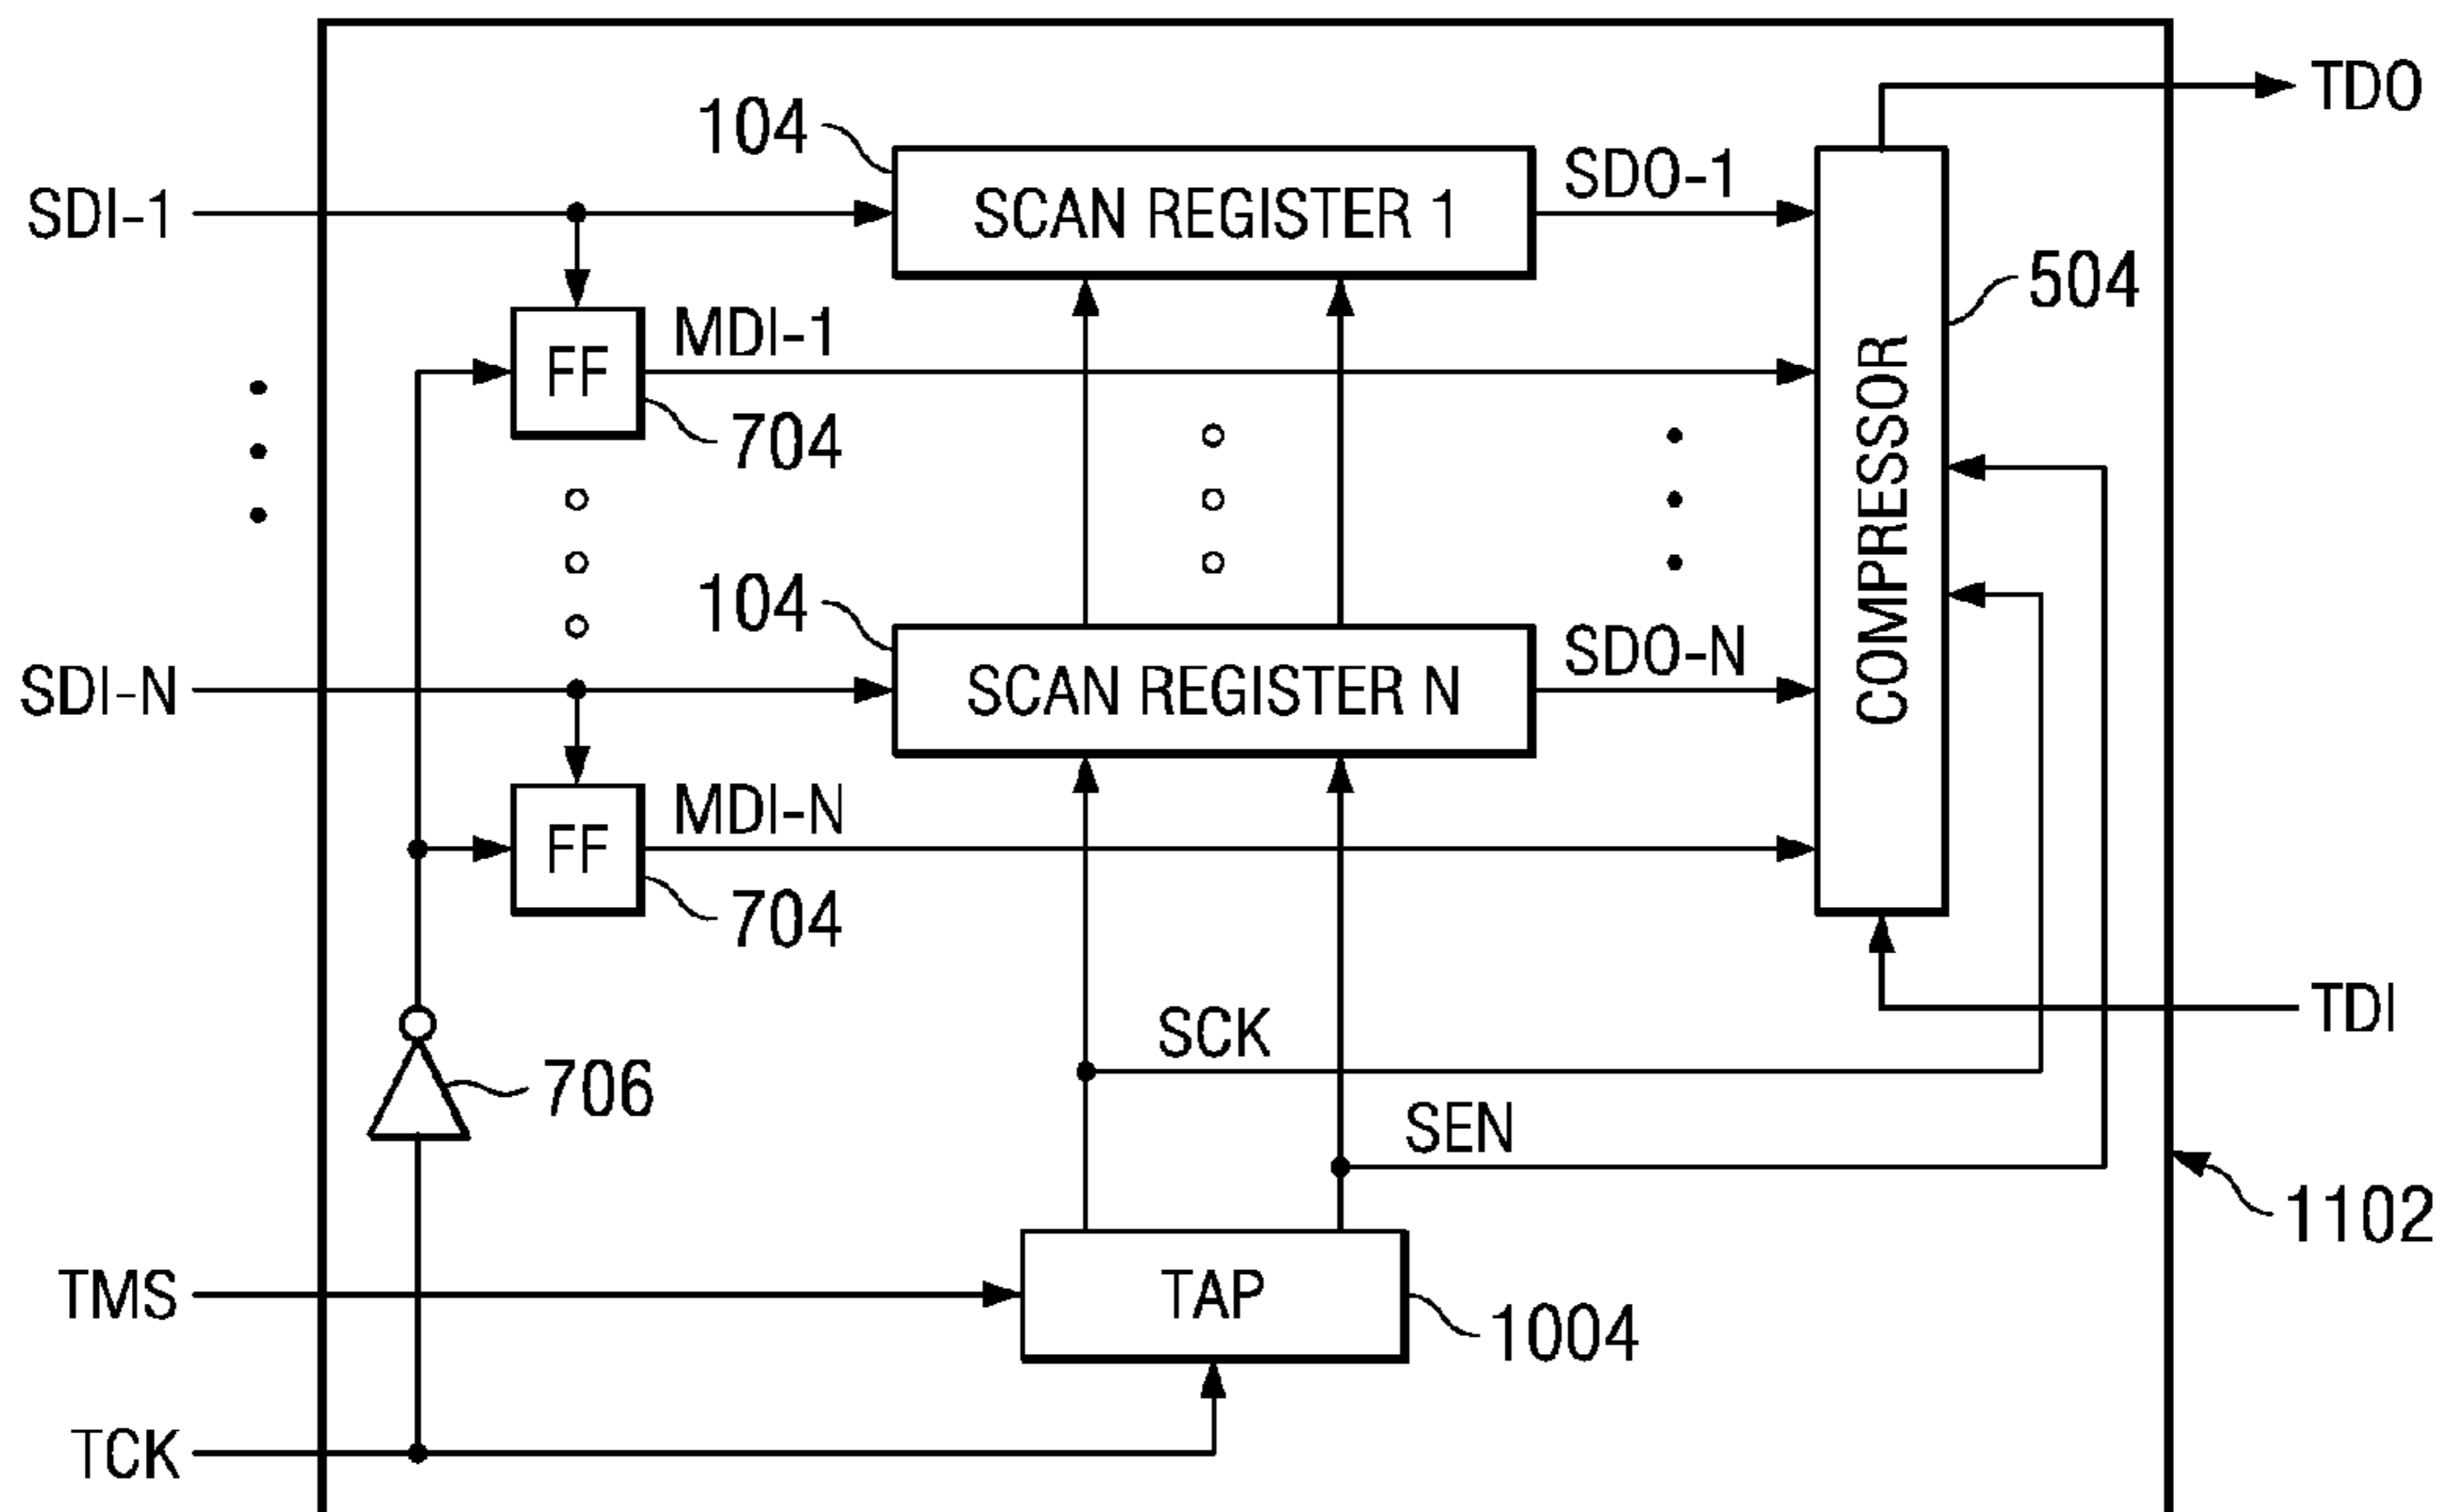 TDO
104
SDI-1
SCAN REGISTER 1
SDO-1
504
MDI-1
FF
704
COMPRESSOR
104
SDI-N
SCAN REGISTER N
SDO-N
MDI-N
FF
704
SCK
TDI
706
SEN
1102
TMS
TAP
1004
TCK